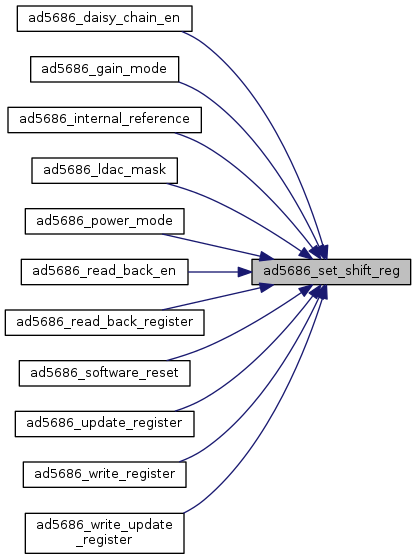 ad5686_daisy_chain_en
ad5686_gain_mode
ad5686_internal_reference
ad5686_ldac_mask
ad5686_power_mode
ad5686_read_back_en
ad5686_set_shift_reg
ad5686_read_back_register
ad5686_software_reset
ad5686_update_register
ad5686_write_register
ad5686_write_update
_register